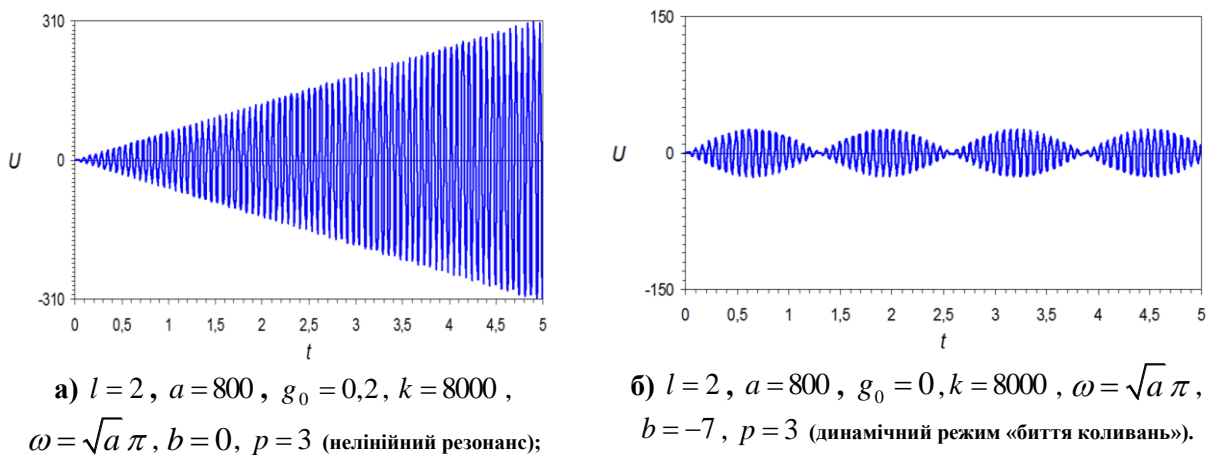 310
U
0
-310
0 0,5 1 1,5 2 2,5 3 3,5 4 4,5 5
t
а) l = 2 , a = 800 , g₀ = 0,2 , k = 8000 ,
ω = √a π , b = 0, p = 3 (нелінійний резонанс);
150
U
0
-150
0 0,5 1 1,5 2 2,5 3 3,5 4 4,5 5
t
б) l = 2 , a = 800 , g₀ = 0 , k = 8000 , ω = √a π ,
b = −7 , p = 3 (динамічний режим «биття коливань»).